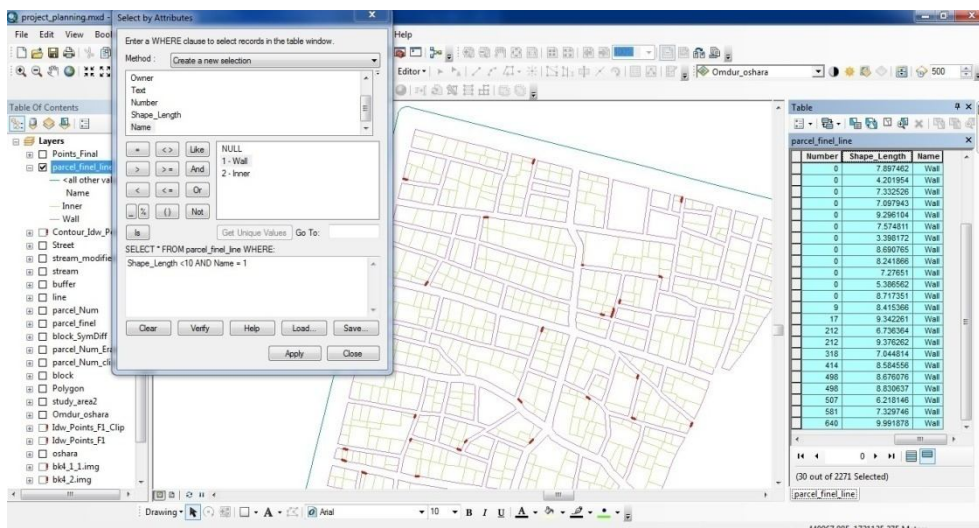 project_planning.mxd -
Select by Attributes
X
File Edit View
Help
Enter a WHERE clause to select records in the table window.
Method : Create a new selection
Owner
Text
Number
Shape_Length
Name
= < > Like
> > = And
< < = Or
_ % () Not
Is
NULL
1 - Wall
2 - Inner
Get Unique Values Go To:
SELECT * FROM parcel_finel_line WHERE:
Shape_Length <10 AND Name = 1
Clear Verify Help Load... Save...
Apply Close
Editor
Omdur_oshara
500
Table Of Contents
Layers
Points_Final
parcel_finel_line
<all other val
Name
Inner
Wall
Contour_Idw_P
Street
stream_modifie
stream
buffer
line
parcel_Num
parcel_finel
block_SymDiff
parcel_Num_Era
parcel_Num_cli
block
Polygon
study_area2
Omdur_oshara
Idw_Points_F1_Clip
Idw_Points_F1
oshara
bk4_1_1.img
bk4_2.img
Table
parcel_finel_line
Number Shape_Length Name
0 7.897462 Wall
0 4.201954 Wall
0 7.332526 Wall
0 7.097943 Wall
0 9.296104 Wall
0 7.574811 Wall
0 3.398172 Wall
0 8.690765 Wall
0 8.241866 Wall
0 7.27651 Wall
0 5.386562 Wall
0 8.717351 Wall
9 8.415366 Wall
17 9.342261 Wall
212 6.736364 Wall
212 9.376262 Wall
318 7.044814 Wall
414 8.584556 Wall
498 8.676076 Wall
498 8.830637 Wall
507 6.218146 Wall
581 7.329746 Wall
640 9.991878 Wall
0
(30 out of 2271 Selected)
parcel_finel_line
Drawing
A
Arial
10
B I U A